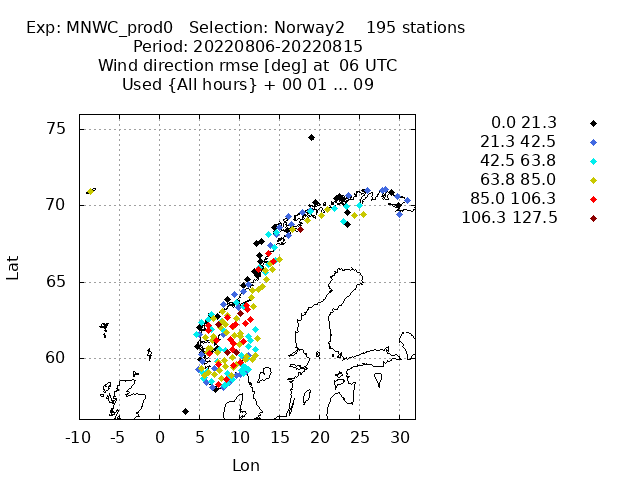 Exp: MNWC_prod0   Selection: Norway2    195 stations
Period: 20220806-20220815
Wind direction rmse [deg] at  06 UTC
Used {All hours} + 00 01 ... 09
0.0 21.3
21.3 42.5
42.5 63.8
63.8 85.0
85.0 106.3
106.3 127.5
75
70
65
60
Lat
-10 -5 0 5 10 15 20 25 30
Lon